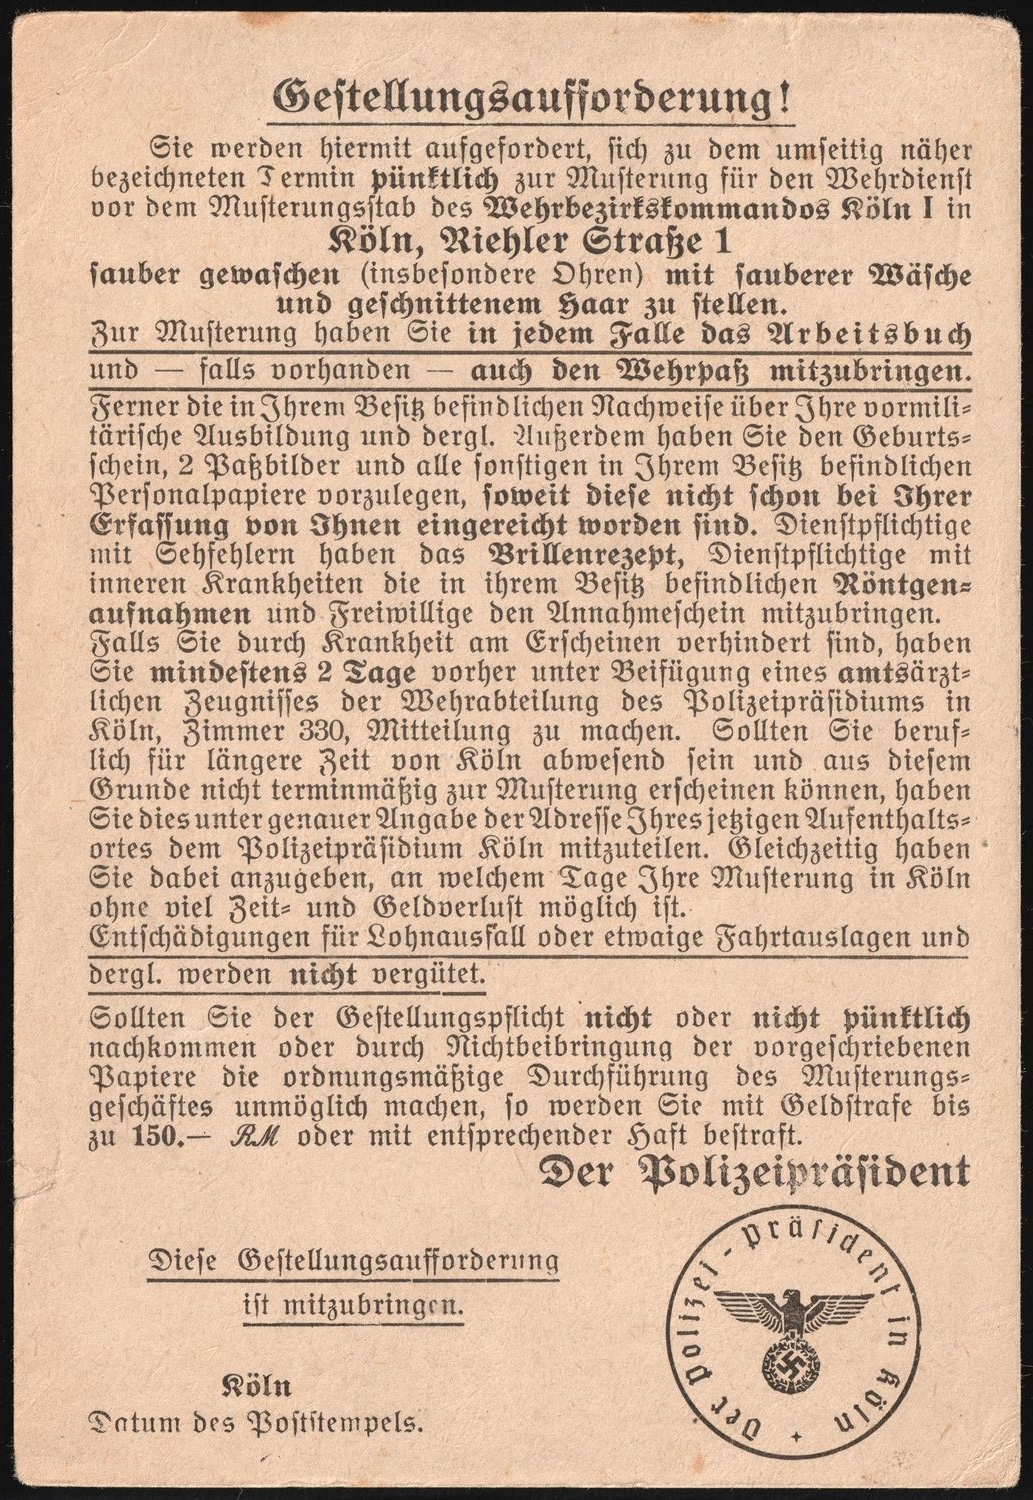 Gestellungsaufforderung!
Sie werden hiermit aufgefordert, sich zu dem umseitig näher
bezeichneten Termin pünktlich zur Musterung für den Wehrdienst
vor dem Musterungsstab des Wehrbezirkskommandos Köln I in
Köln, Riehler Straße 1
sauber gewaschen (insbesondere Ohren) mit sauberer Wäsche
und geschnittenem Haar zu stellen.
Zur Musterung haben Sie in jedem Falle das Arbeitsbuch
und — falls vorhanden — auch den Wehrpaß mitzubringen.
Ferner die in Ihrem Besitz befindlichen Nachweise über Ihre vormili-
tärische Ausbildung und dergl. Außerdem haben Sie den Geburts-
schein, 2 Paßbilder und alle sonstigen in Ihrem Besitz befindlichen
Personalpapiere vorzulegen, soweit diese nicht schon bei Ihrer
Erfassung von Ihnen eingereicht worden sind. Dienstpflichtige
mit Sehfehlern haben das Brillenrezept, Dienstpflichtige mit
inneren Krankheiten die in ihrem Besitz befindlichen Röntgen-
aufnahmen und Freiwillige den Annahmeschein mitzubringen.
Falls Sie durch Krankheit am Erscheinen verhindert sind, haben
Sie mindestens 2 Tage vorher unter Beifügung eines amtsärzt-
lichen Zeugnisses der Wehrabteilung des Polizeipräsidiums in
Köln, Zimmer 330, Mitteilung zu machen. Sollten Sie beruf-
lich für längere Zeit von Köln abwesend sein und aus diesem
Grunde nicht terminmäßig zur Musterung erscheinen können, haben
Sie dies unter genauer Angabe der Adresse Ihres jetzigen Aufenthalts-
ortes dem Polizeipräsidium Köln mitzuteilen. Gleichzeitig haben
Sie dabei anzugeben, an welchem Tage Ihre Musterung in Köln
ohne viel Zeit- und Geldverlust möglich ist.
Entschädigungen für Lohnausfall oder etwaige Fahrtauslagen und
dergl. werden nicht vergütet.
Sollten Sie der Gestellungspflicht nicht oder nicht pünktlich
nachkommen oder durch Nichtbeibringung der vorgeschriebenen
Papiere die ordnungsmäßige Durchführung des Musterungs-
geschäftes unmöglich machen, so werden Sie mit Geldstrafe bis
zu 150.— RM oder mit entsprechender Haft bestraft.
Der Polizeipräsident
Diese Gestellungsaufforderung
ist mitzubringen.
Köln
Datum des Poststempels.
Der Polizei-Präsident in Köln